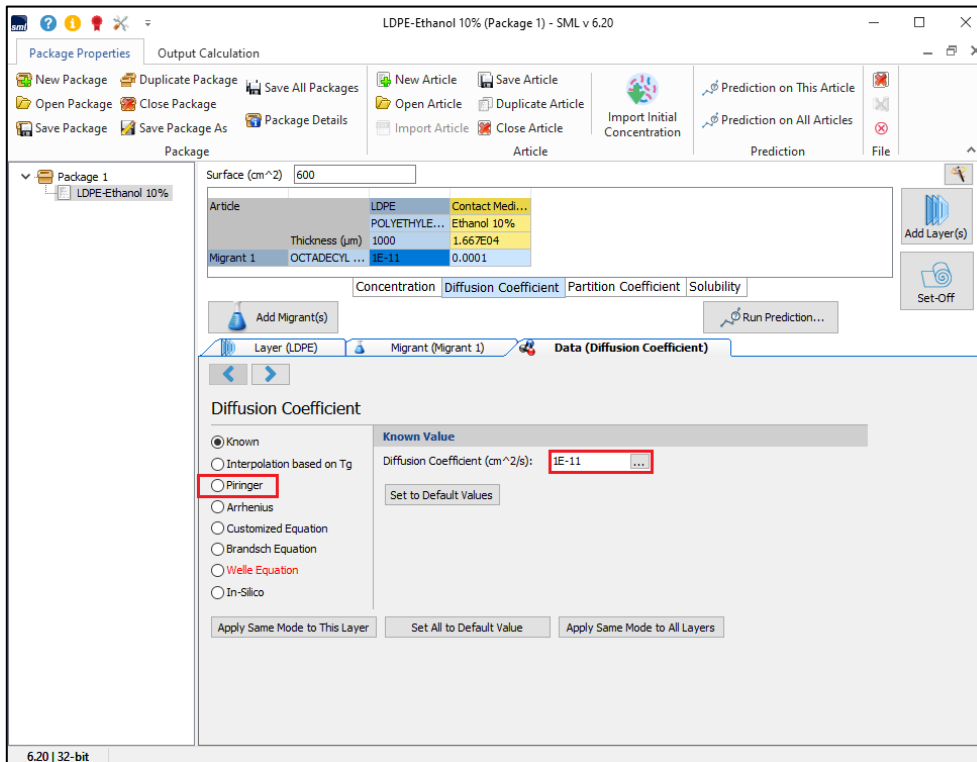 sml LDPE-Ethanol 10% (Package 1) - SML v 6.20
Package Properties Output Calculation
New Package Duplicate Package Save All Packages New Article Save Article Import Initial Concentration Prediction on This Article
Open Package Close Package Open Article Duplicate Article Prediction on All Articles
Save Package Save Package As Package Details Import Article Close Article
Package Article Prediction File
Package 1
LDPE-Ethanol 10%
Surface (cm^2) 600
Article LDPE Contact Medi...
POLYETHYLE... Ethanol 10%
Thickness (μm) 1000 1.667E04
Migrant 1 OCTADECYL ... 1E-11 0.0001
Add Layer(s)
Set-Off
Concentration Diffusion Coefficient Partition Coefficient Solubility
Add Migrant(s) Run Prediction...
Layer (LDPE) Migrant (Migrant 1) Data (Diffusion Coefficient)
Diffusion Coefficient
Known
Interpolation based on Tg
Piringer
Arrhenius
Customized Equation
Brandsch Equation
Welle Equation
In-Silico
Known Value
Diffusion Coefficient (cm^2/s): 1E-11 ...
Set to Default Values
Apply Same Mode to This Layer Set All to Default Value Apply Same Mode to All Layers
6.20 | 32-bit